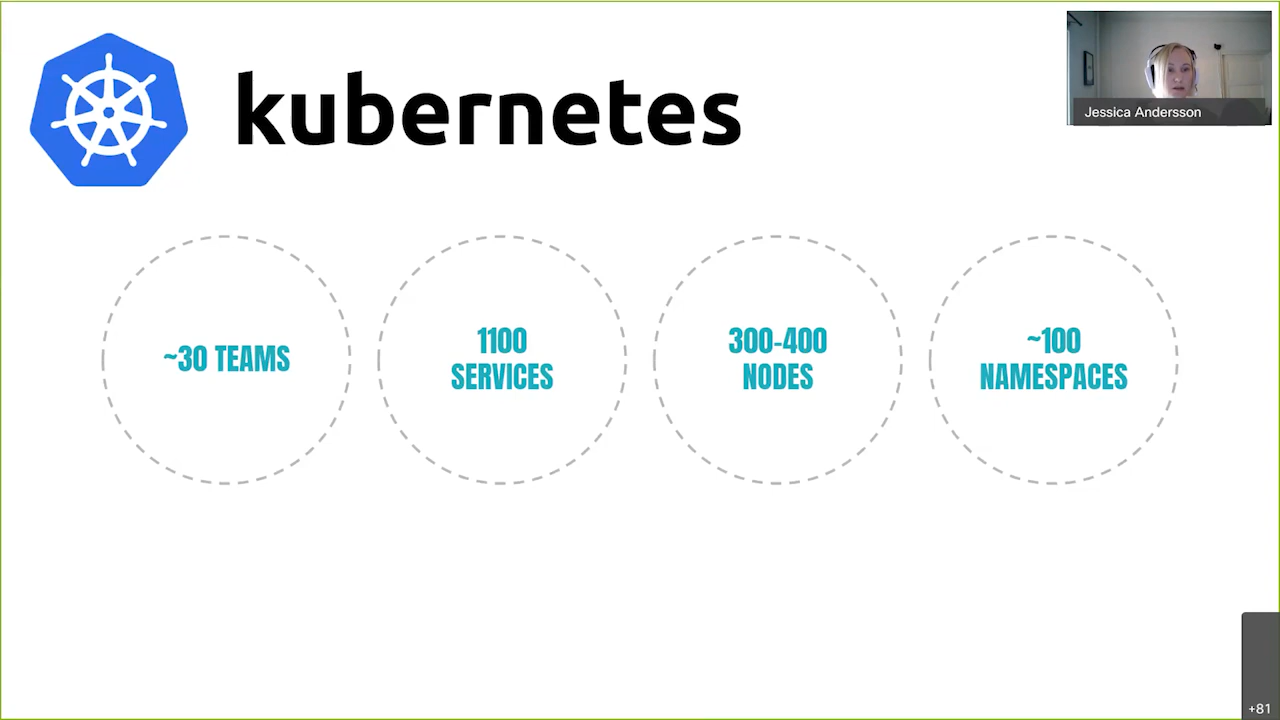 kubernetes
Jessica Andersson
~30 TEAMS
1100
SERVICES
300-400
NODES
~100
NAMESPACES
+81